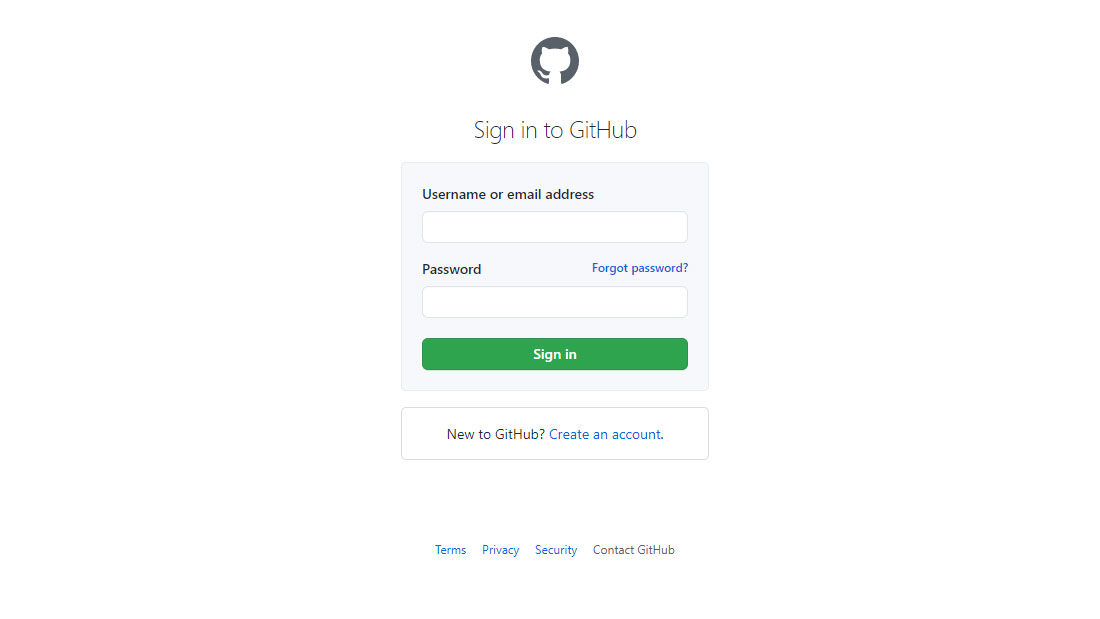 Sign in to GitHub
Username or email address
Password Forgot password?
Sign in
New to GitHub? Create an account.
Terms Privacy Security Contact GitHub